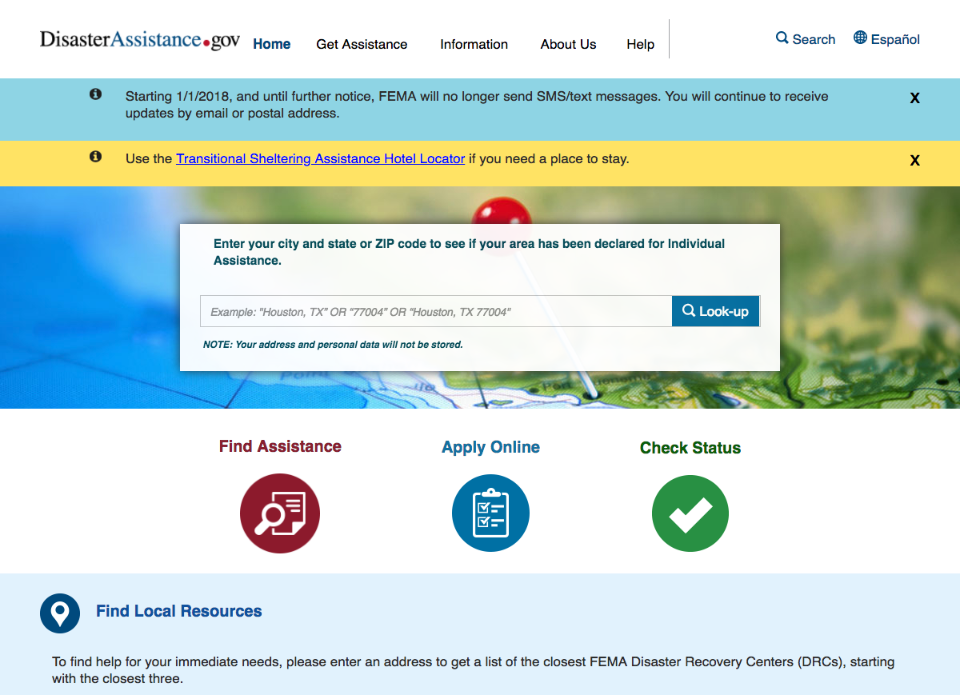 DisasterAssistance.gov Home Get Assistance Information About Us Help Search Español
Starting 1/1/2018, and until further notice, FEMA will no longer send SMS/text messages. You will continue to receive
updates by email or postal address.
X
Use the Transitional Sheltering Assistance Hotel Locator if you need a place to stay.
X
Enter your city and state or ZIP code to see if your area has been declared for Individual
Assistance.
Example: "Houston, TX" OR "77004" OR "Houston, TX 77004"
Look-up
NOTE: Your address and personal data will not be stored.
Point
Find Assistance Apply Online Check Status
Find Local Resources
To find help for your immediate needs, please enter an address to get a list of the closest FEMA Disaster Recovery Centers (DRCs), starting
with the closest three.